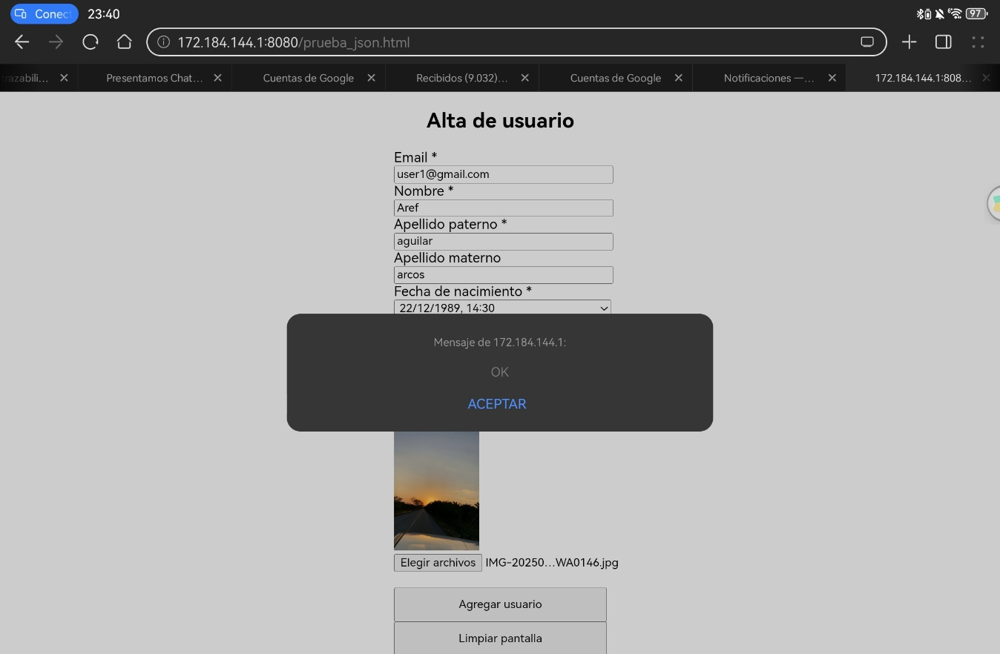 Conec
23:40
97
172.184.144.1:8080/prueba_json.html
trazabili...
Presentamos Chat...
Cuentas de Google
Recibidos (9.032)...
Cuentas de Google
Notificaciones —...
172.184.144.1:808...
Alta de usuario
Email *
user1@gmail.com
Nombre *
Aref
Apellido paterno *
aguilar
Apellido materno
arcos
Fecha de nacimiento *
22/12/1989, 14:30
Mensaje de 172.184.144.1:
OK
ACEPTAR
Elegir archivos IMG-20250...WA0146.jpg
Agregar usuario
Limpiar pantalla